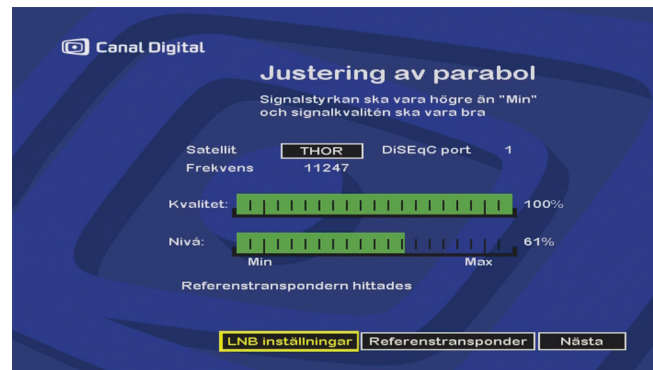 Canal Digital
Justering av parabol
Signalstyrkan ska vara högre än "Min"
och signalkvalitén ska vara bra
Satellit THOR DiSEqC port 1
Frekvens 11247
Kvalitet: 100%
Nivå: 61%
Min Max
Referenstranspondern hittades
LNB inställningar Referenstransponder Nästa